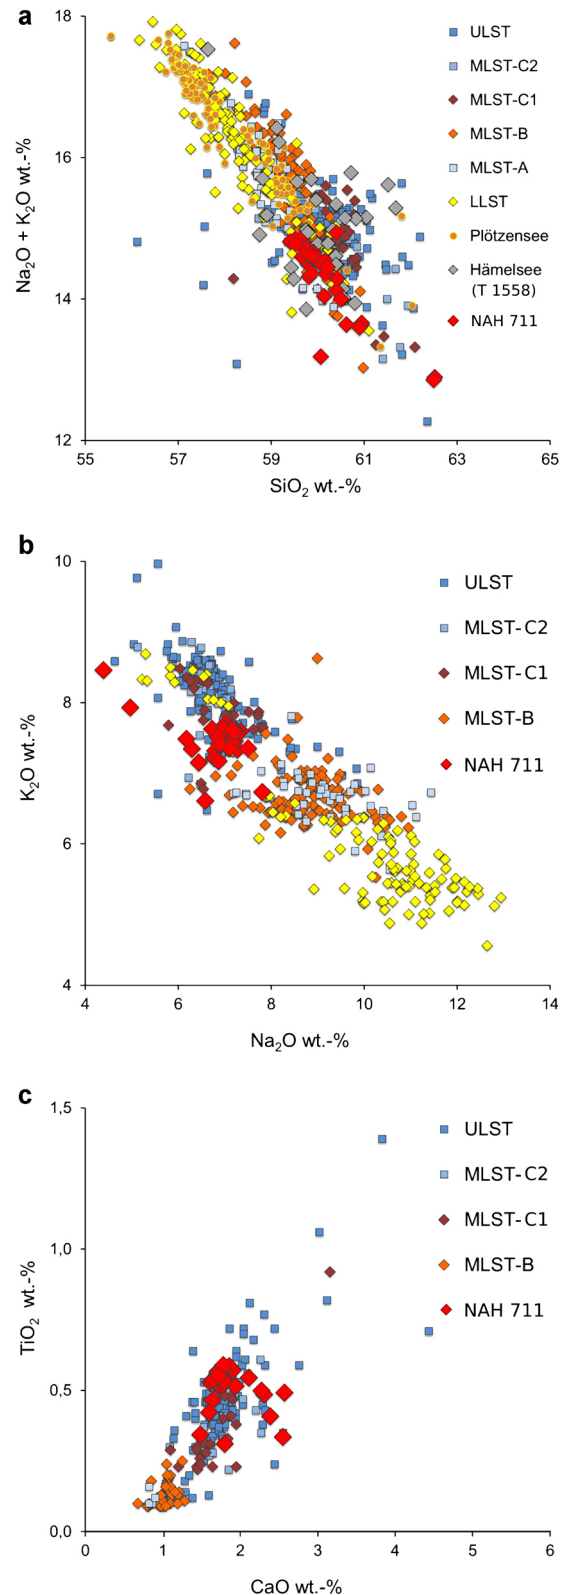 a
18
16
14
12
Na₂O + K₂O wt.-%
55 57 59 61 63 65
SiO₂ wt.-%
ULST
MLST-C2
MLST-C1
MLST-B
MLST-A
LLST
Plötzensee
Hämelsee
(T 1558)
NAH 711
b
10
8
6
4
K₂O wt.-%
4 6 8 10 12 14
Na₂O wt.-%
ULST
MLST-C2
MLST-C1
MLST-B
NAH 711
c
1,5
1,0
0,5
0,0
TiO₂ wt.-%
0 1 2 3 4 5 6
CaO wt.-%
ULST
MLST-C2
MLST-C1
MLST-B
NAH 711